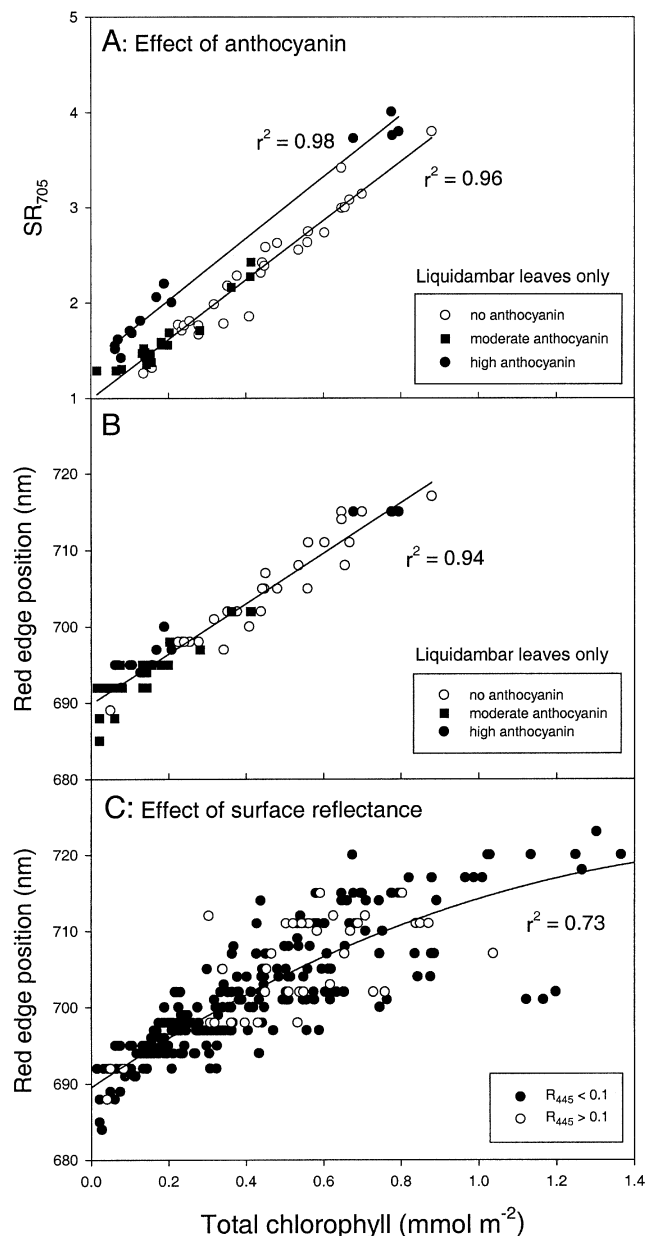 A: Effect of anthocyanin
5
4
3
2
1
SR705
r2 = 0.98
r2 = 0.96
Liquidambar leaves only
no anthocyanin
moderate anthocyanin
high anthocyanin
B
720
710
700
690
680
Red edge position (nm)
r2 = 0.94
Liquidambar leaves only
no anthocyanin
moderate anthocyanin
high anthocyanin
C: Effect of surface reflectance
720
710
700
690
680
Red edge position (nm)
r2 = 0.73
R445 < 0.1
R445 > 0.1
0.0 0.2 0.4 0.6 0.8 1.0 1.2 1.4
Total chlorophyll (mmol m-2)